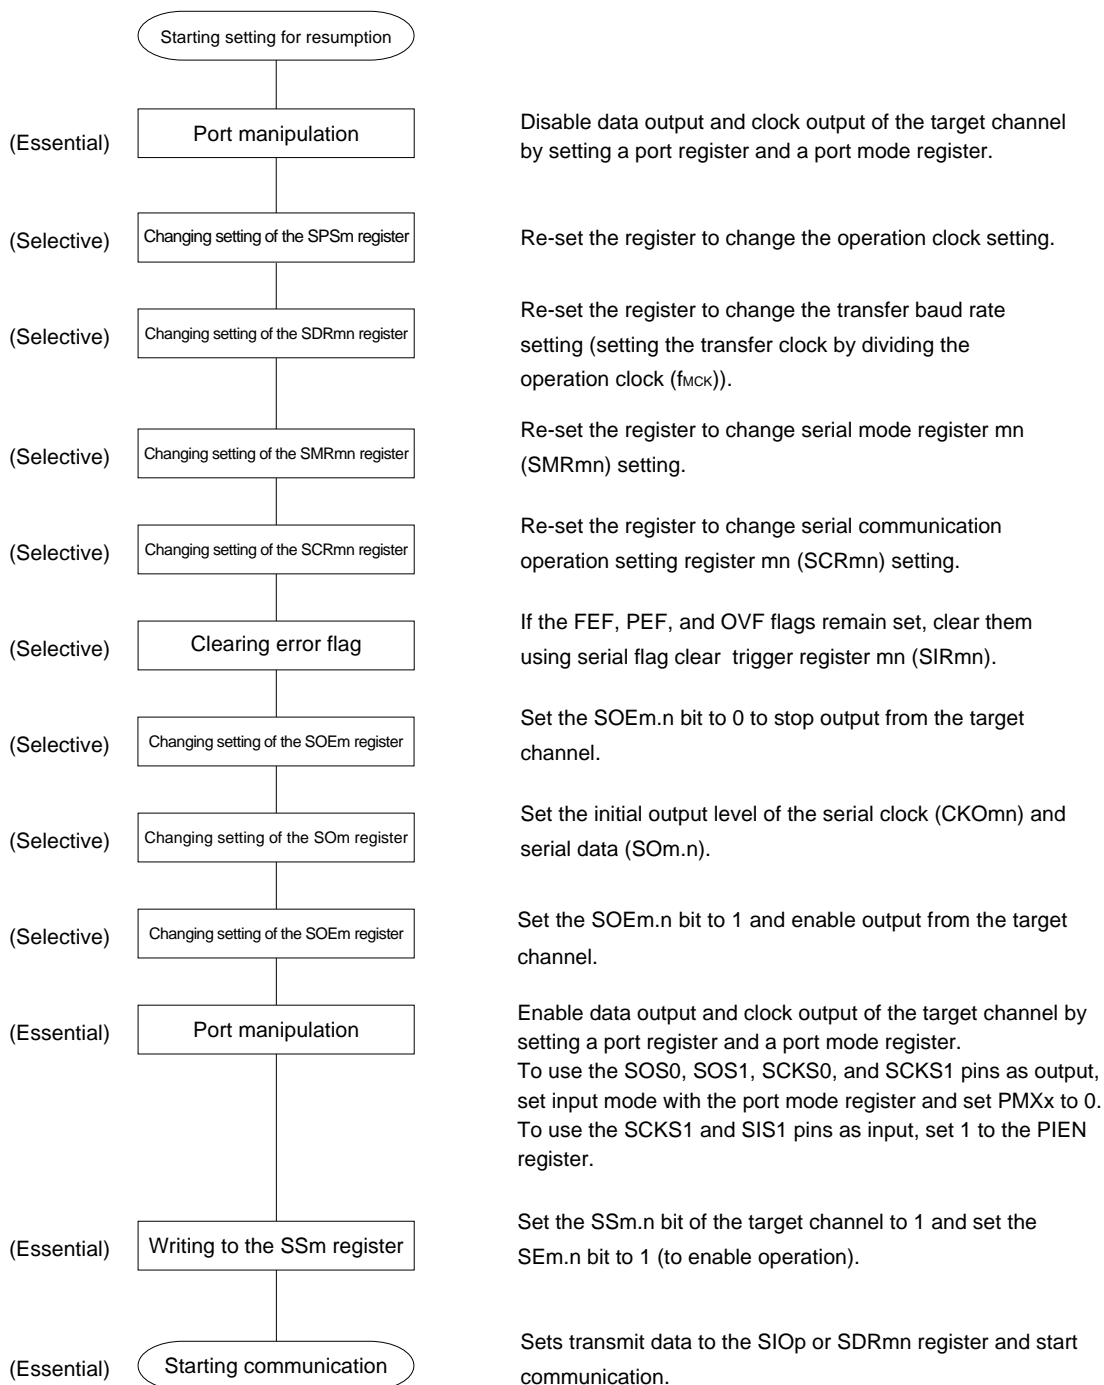 Starting setting for resumption
(Essential)
Port manipulation
Disable data output and clock output of the target channel
by setting a port register and a port mode register.
(Selective)
Changing setting of the SPSm register
Re-set the register to change the operation clock setting.
(Selective)
Changing setting of the SDRmn register
Re-set the register to change the transfer baud rate
setting (setting the transfer clock by dividing the
operation clock (fMCK)).
(Selective)
Changing setting of the SMRmn register
Re-set the register to change serial mode register mn
(SMRmn) setting.
(Selective)
Changing setting of the SCRmn register
Re-set the register to change serial communication
operation setting register mn (SCRmn) setting.
(Selective)
Clearing error flag
If the FEF, PEF, and OVF flags remain set, clear them
using serial flag clear trigger register mn (SIRmn).
(Selective)
Changing setting of the SOEm register
Set the SOEm.n bit to 0 to stop output from the target
channel.
(Selective)
Changing setting of the SOm register
Set the initial output level of the serial clock (CKOmn) and
serial data (SOm.n).
(Selective)
Changing setting of the SOEm register
Set the SOEm.n bit to 1 and enable output from the target
channel.
(Essential)
Port manipulation
Enable data output and clock output of the target channel by
setting a port register and a port mode register.
To use the SOS0, SOS1, SCKS0, and SCKS1 pins as output,
set input mode with the port mode register and set PMXx to 0.
To use the SCKS1 and SIS1 pins as input, set 1 to the PIEN
register.
(Essential)
Writing to the SSm register
Set the SSm.n bit of the target channel to 1 and set the
SEm.n bit to 1 (to enable operation).
(Essential)
Starting communication
Sets transmit data to the SIOp or SDRmn register and start
communication.